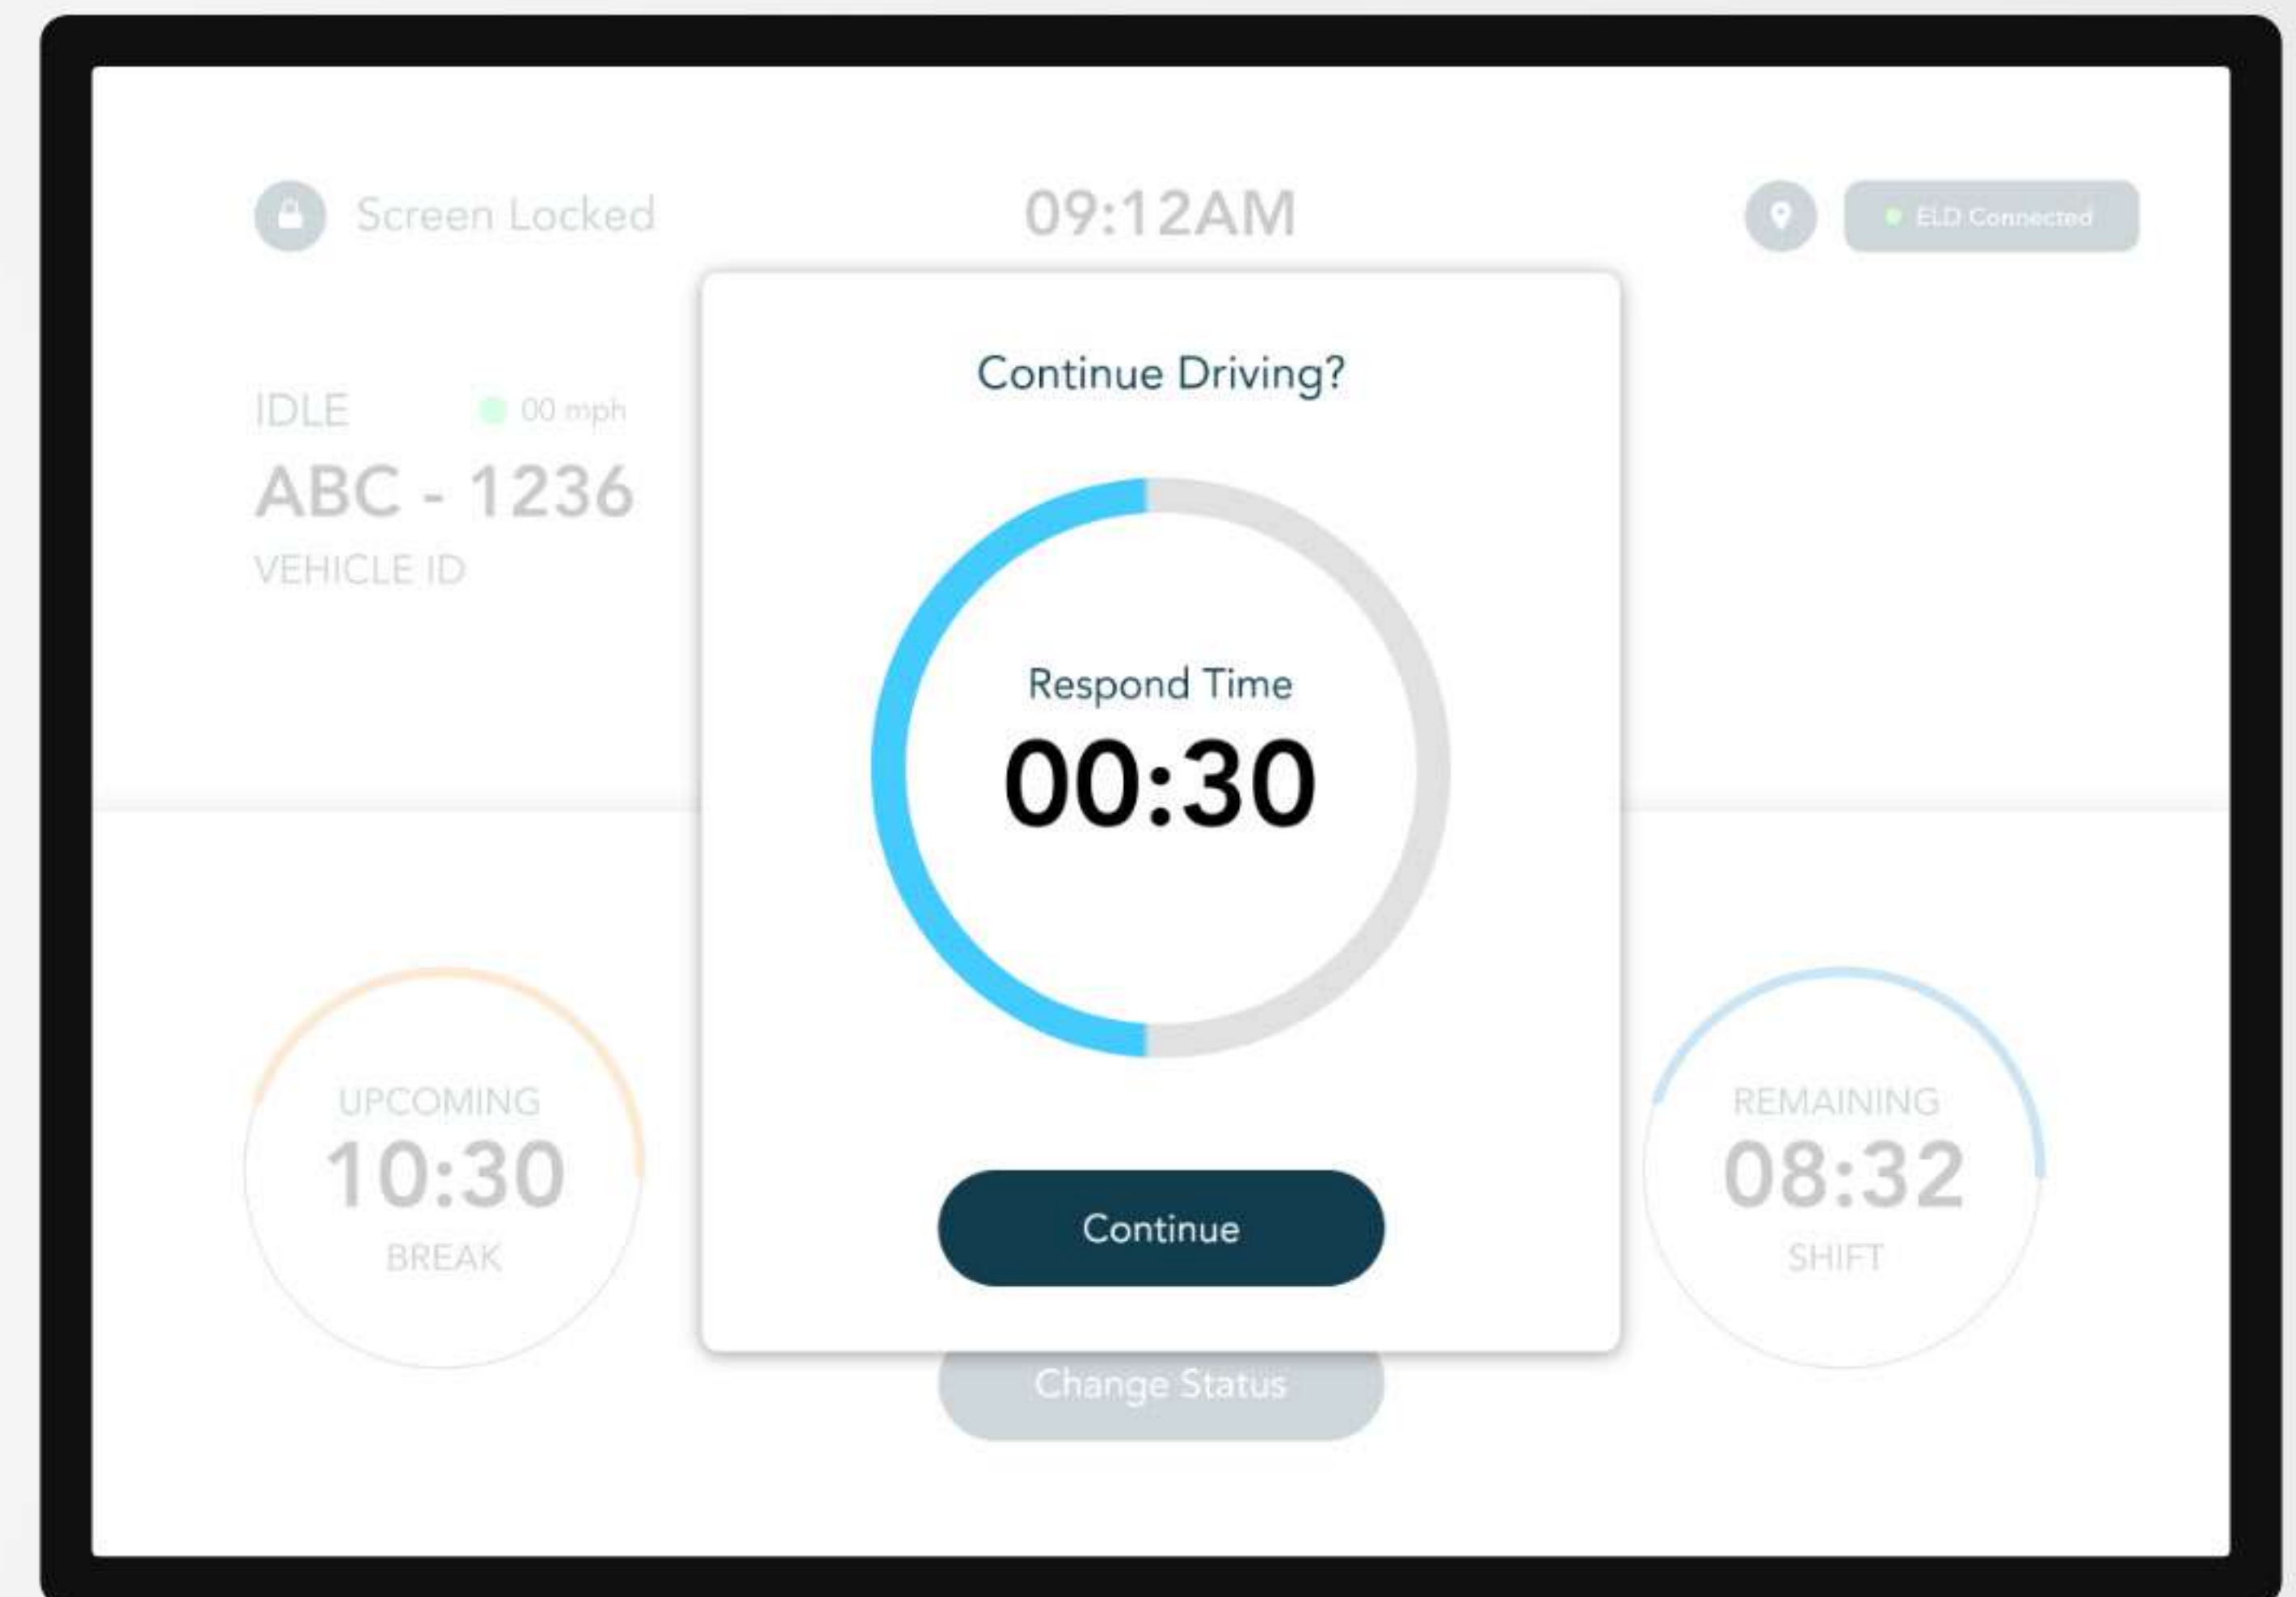 Screen Locked
09:12AM
ELD Connected
IDLE
00 mph
ABC - 1236
VEHICLE ID
Continue Driving?
Respond Time
00:30
Continue
UPCOMING
10:30
BREAK
REMAINING
08:32
SHIFT
Change Status